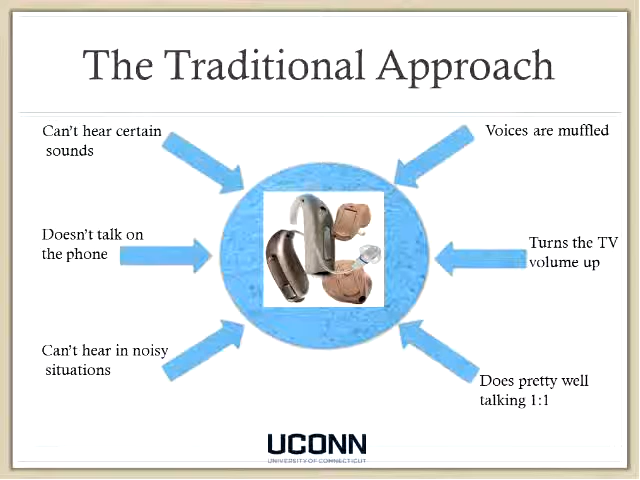 The Traditional Approach
Can't hear certain
sounds
Voices are muffled
Doesn't talk on
the phone
Turns the TV
volume up
Can't hear in noisy
situations
Does pretty well
talking 1:1
UCONN
UNIVERSITY OF CONNECTICUT